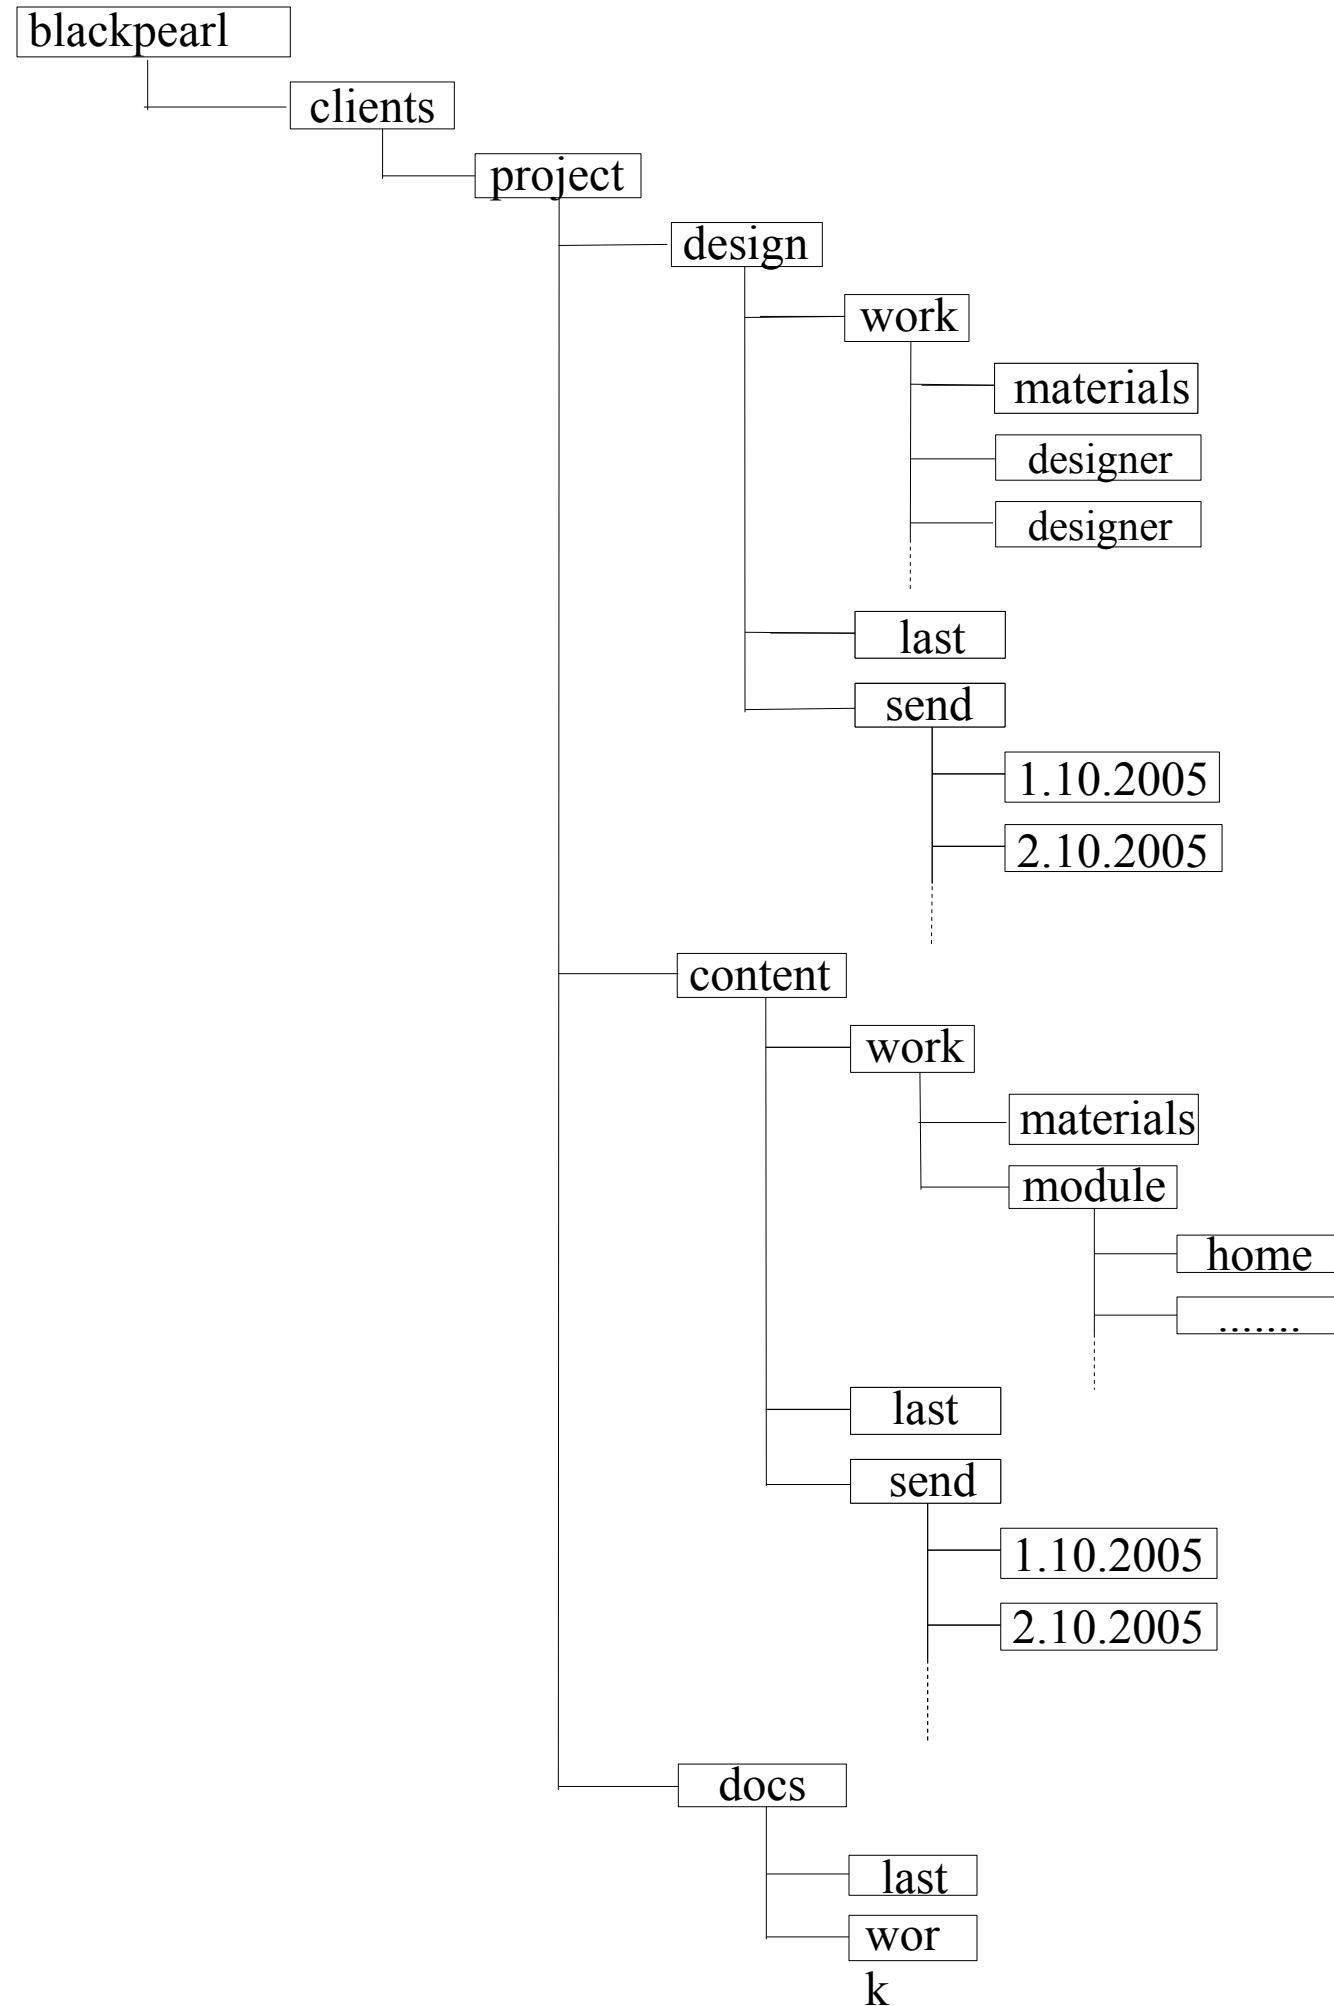 blackpearl
clients
project
design
work
materials
designer
designer
last
send
1.10.2005
2.10.2005
content
work
materials
module
home
.......
last
send
1.10.2005
2.10.2005
docs
last
wor
k